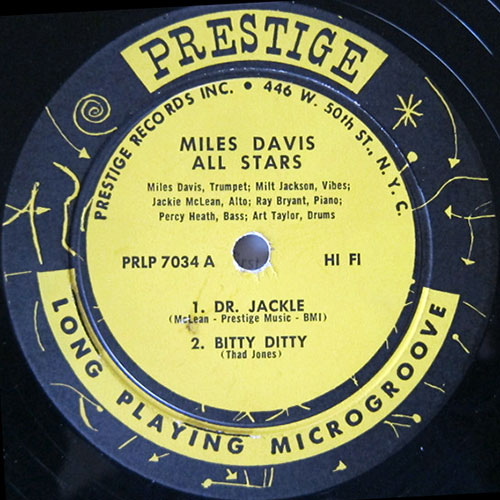 PRESTIGE
PRESTIGE RECORDS INC. • 446 W. 50th ST., N. Y. C.
MILES DAVIS
ALL STARS
Miles Davis, Trumpet; Milt Jackson, Vibes;
Jackie McLean, Alto; Ray Bryant, Piano;
Percy Heath, Bass; Art Taylor, Drums
PRLP 7034 A HI FI
1. DR. JACKLE
(McLean - Prestige Music - BMI)
2. BITTY DITTY
(Thad Jones)
LONG PLAYING MICROGROOVE